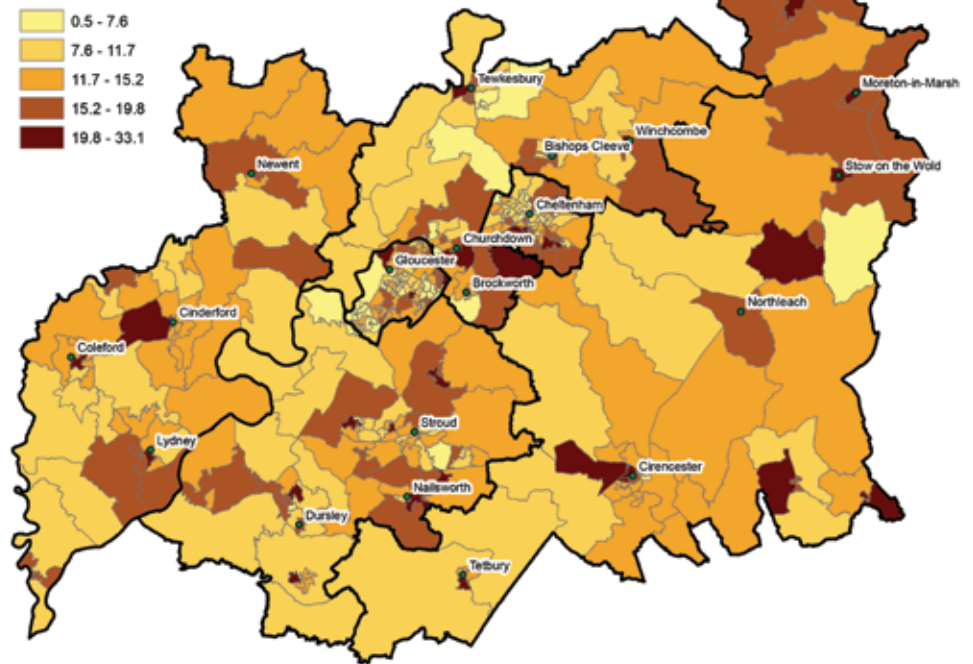 0.5 - 7.6
7.6 - 11.7
11.7 - 15.2
15.2 - 19.8
19.8 - 33.1
Tewkesbury
Moreton-in-Marsh
Winchcombe
Bishops Cleeve
Newent
Stow on the Wold
Cheltenham
Churchdown
Gloucester
Brockworth
Northleach
Cinderford
Coleford
Stroud
Lydney
Cirencester
Nailsworth
Dursley
Tetbury